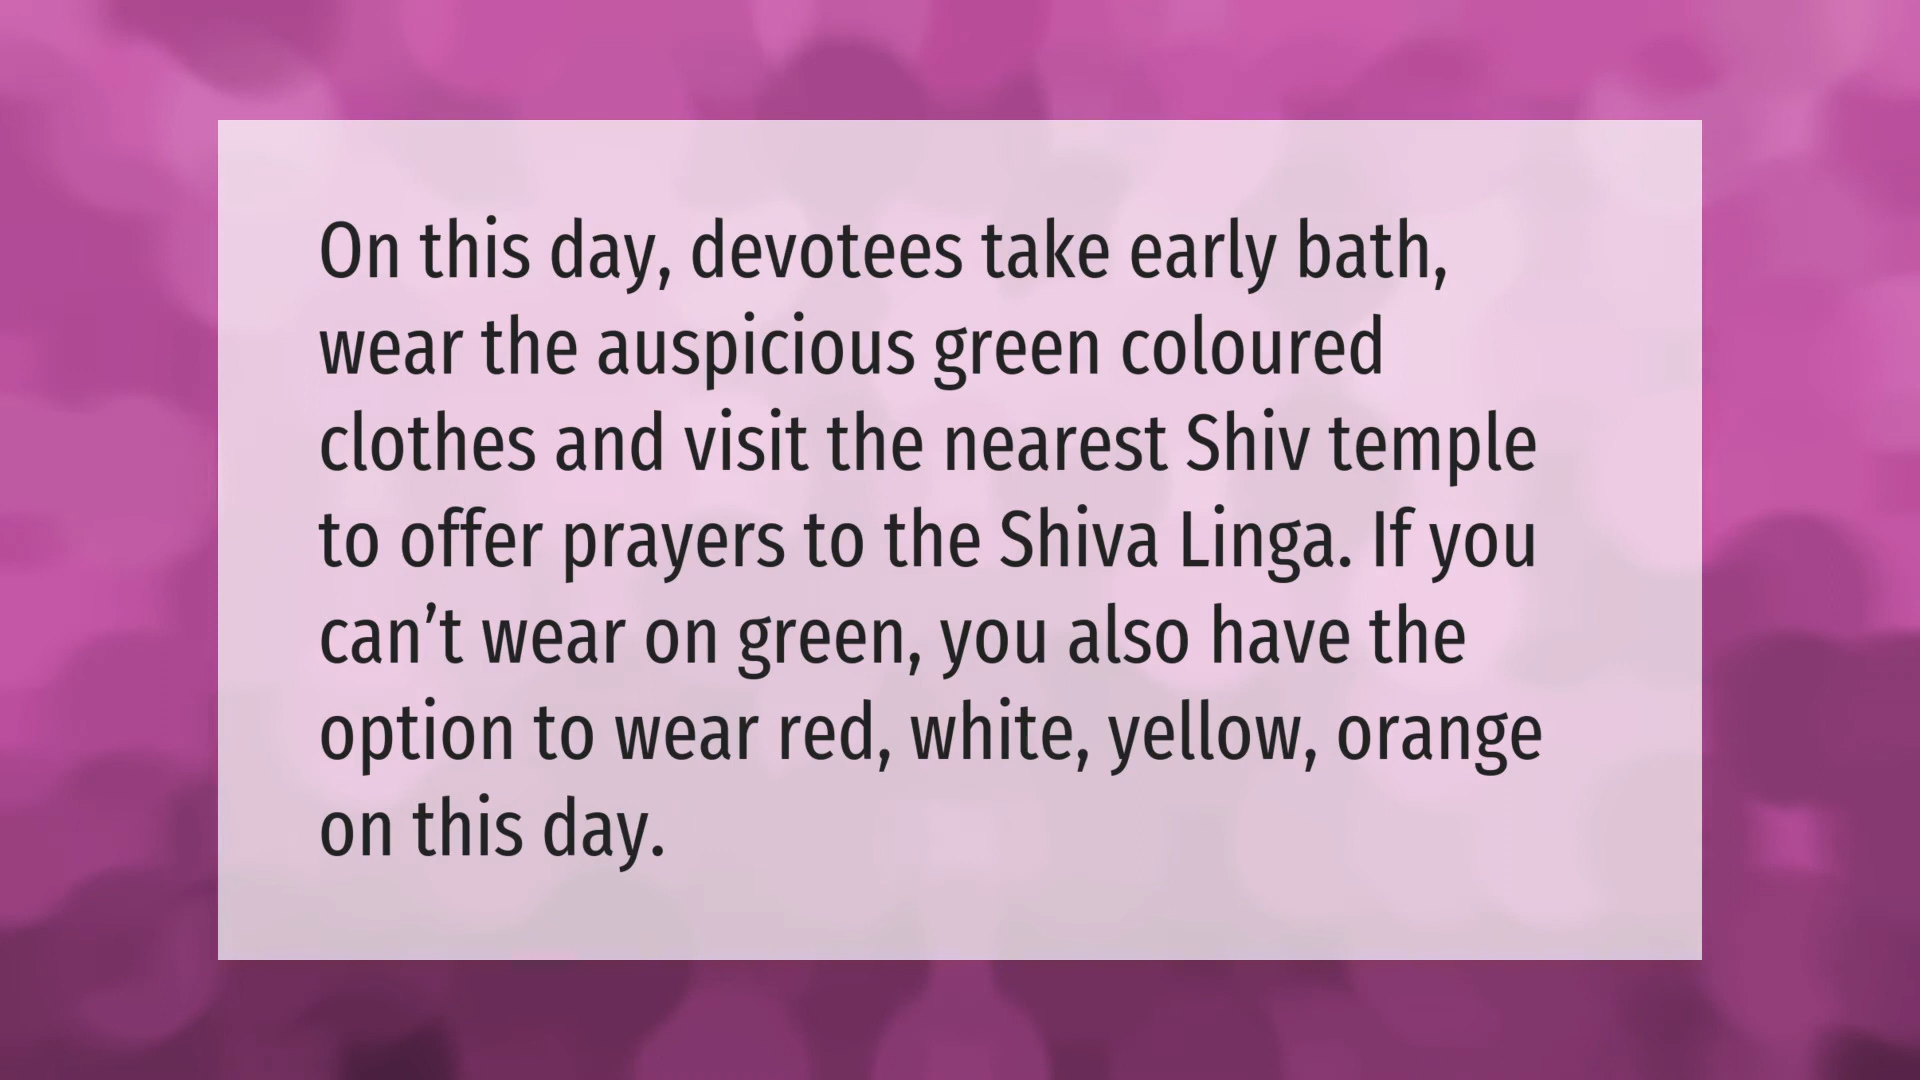 On this day, devotees take early bath,
wear the auspicious green coloured
clothes and visit the nearest Shiv temple
to offer prayers to the Shiva Linga. If you
can’t wear on green, you also have the
option to wear red, white, yellow, orange
on this day.